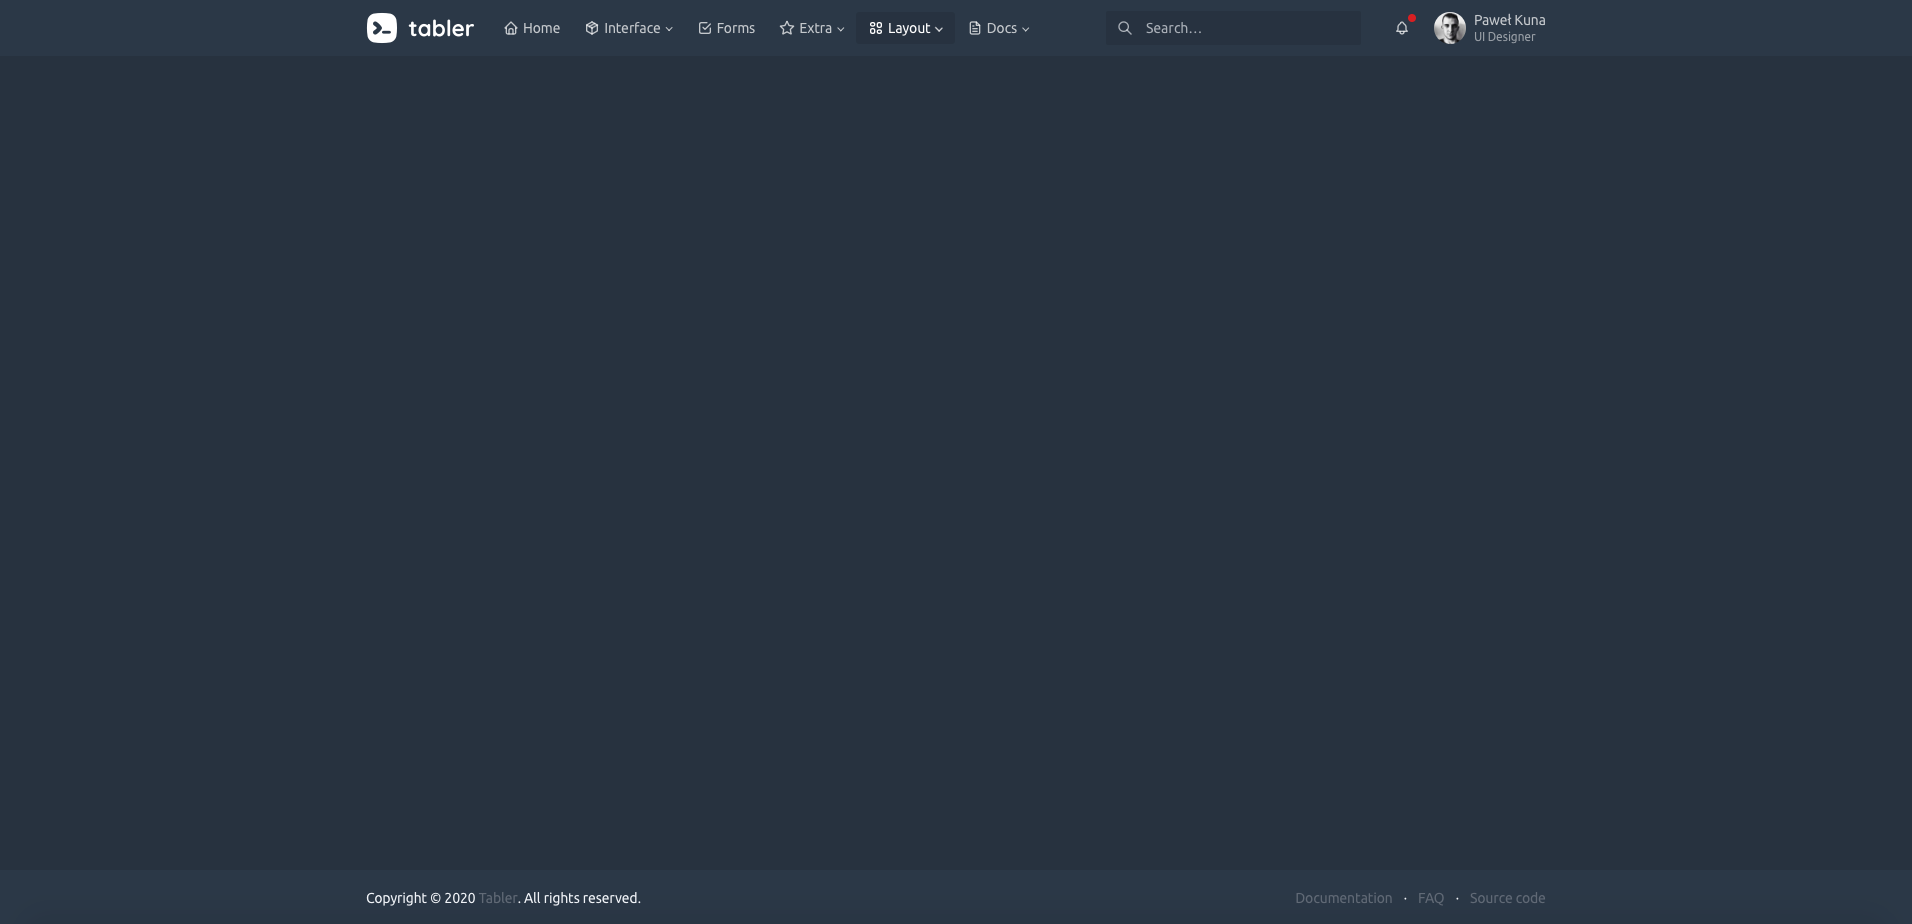 tabler Home Interface Forms Extra Layout Docs Search… Paweł Kuna
UI Designer
Copyright © 2020 Tabler. All rights reserved. Documentation · FAQ · Source code